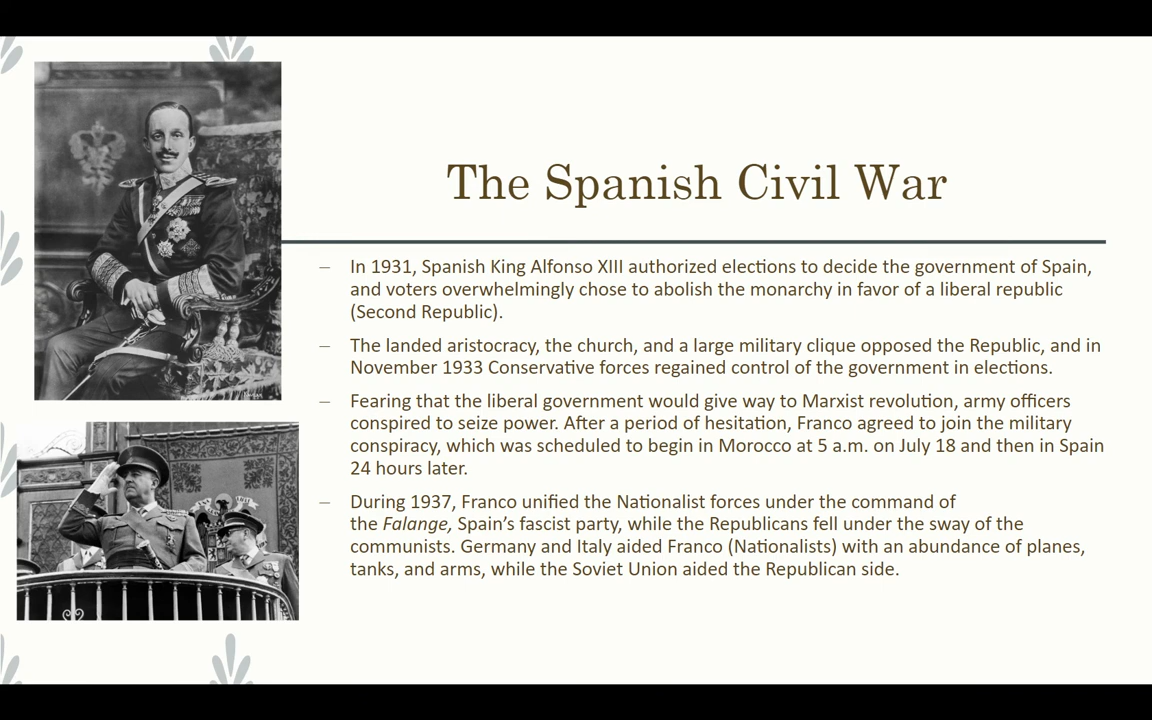 The Spanish Civil War
– In 1931, Spanish King Alfonso XIII authorized elections to decide the government of Spain,
and voters overwhelmingly chose to abolish the monarchy in favor of a liberal republic
(Second Republic).
– The landed aristocracy, the church, and a large military clique opposed the Republic, and in
November 1933 Conservative forces regained control of the government in elections.
– Fearing that the liberal government would give way to Marxist revolution, army officers
conspired to seize power. After a period of hesitation, Franco agreed to join the military
conspiracy, which was scheduled to begin in Morocco at 5 a.m. on July 18 and then in Spain
24 hours later.
– During 1937, Franco unified the Nationalist forces under the command of
the Falange, Spain’s fascist party, while the Republicans fell under the sway of the
communists. Germany and Italy aided Franco (Nationalists) with an abundance of planes,
tanks, and arms, while the Soviet Union aided the Republican side.